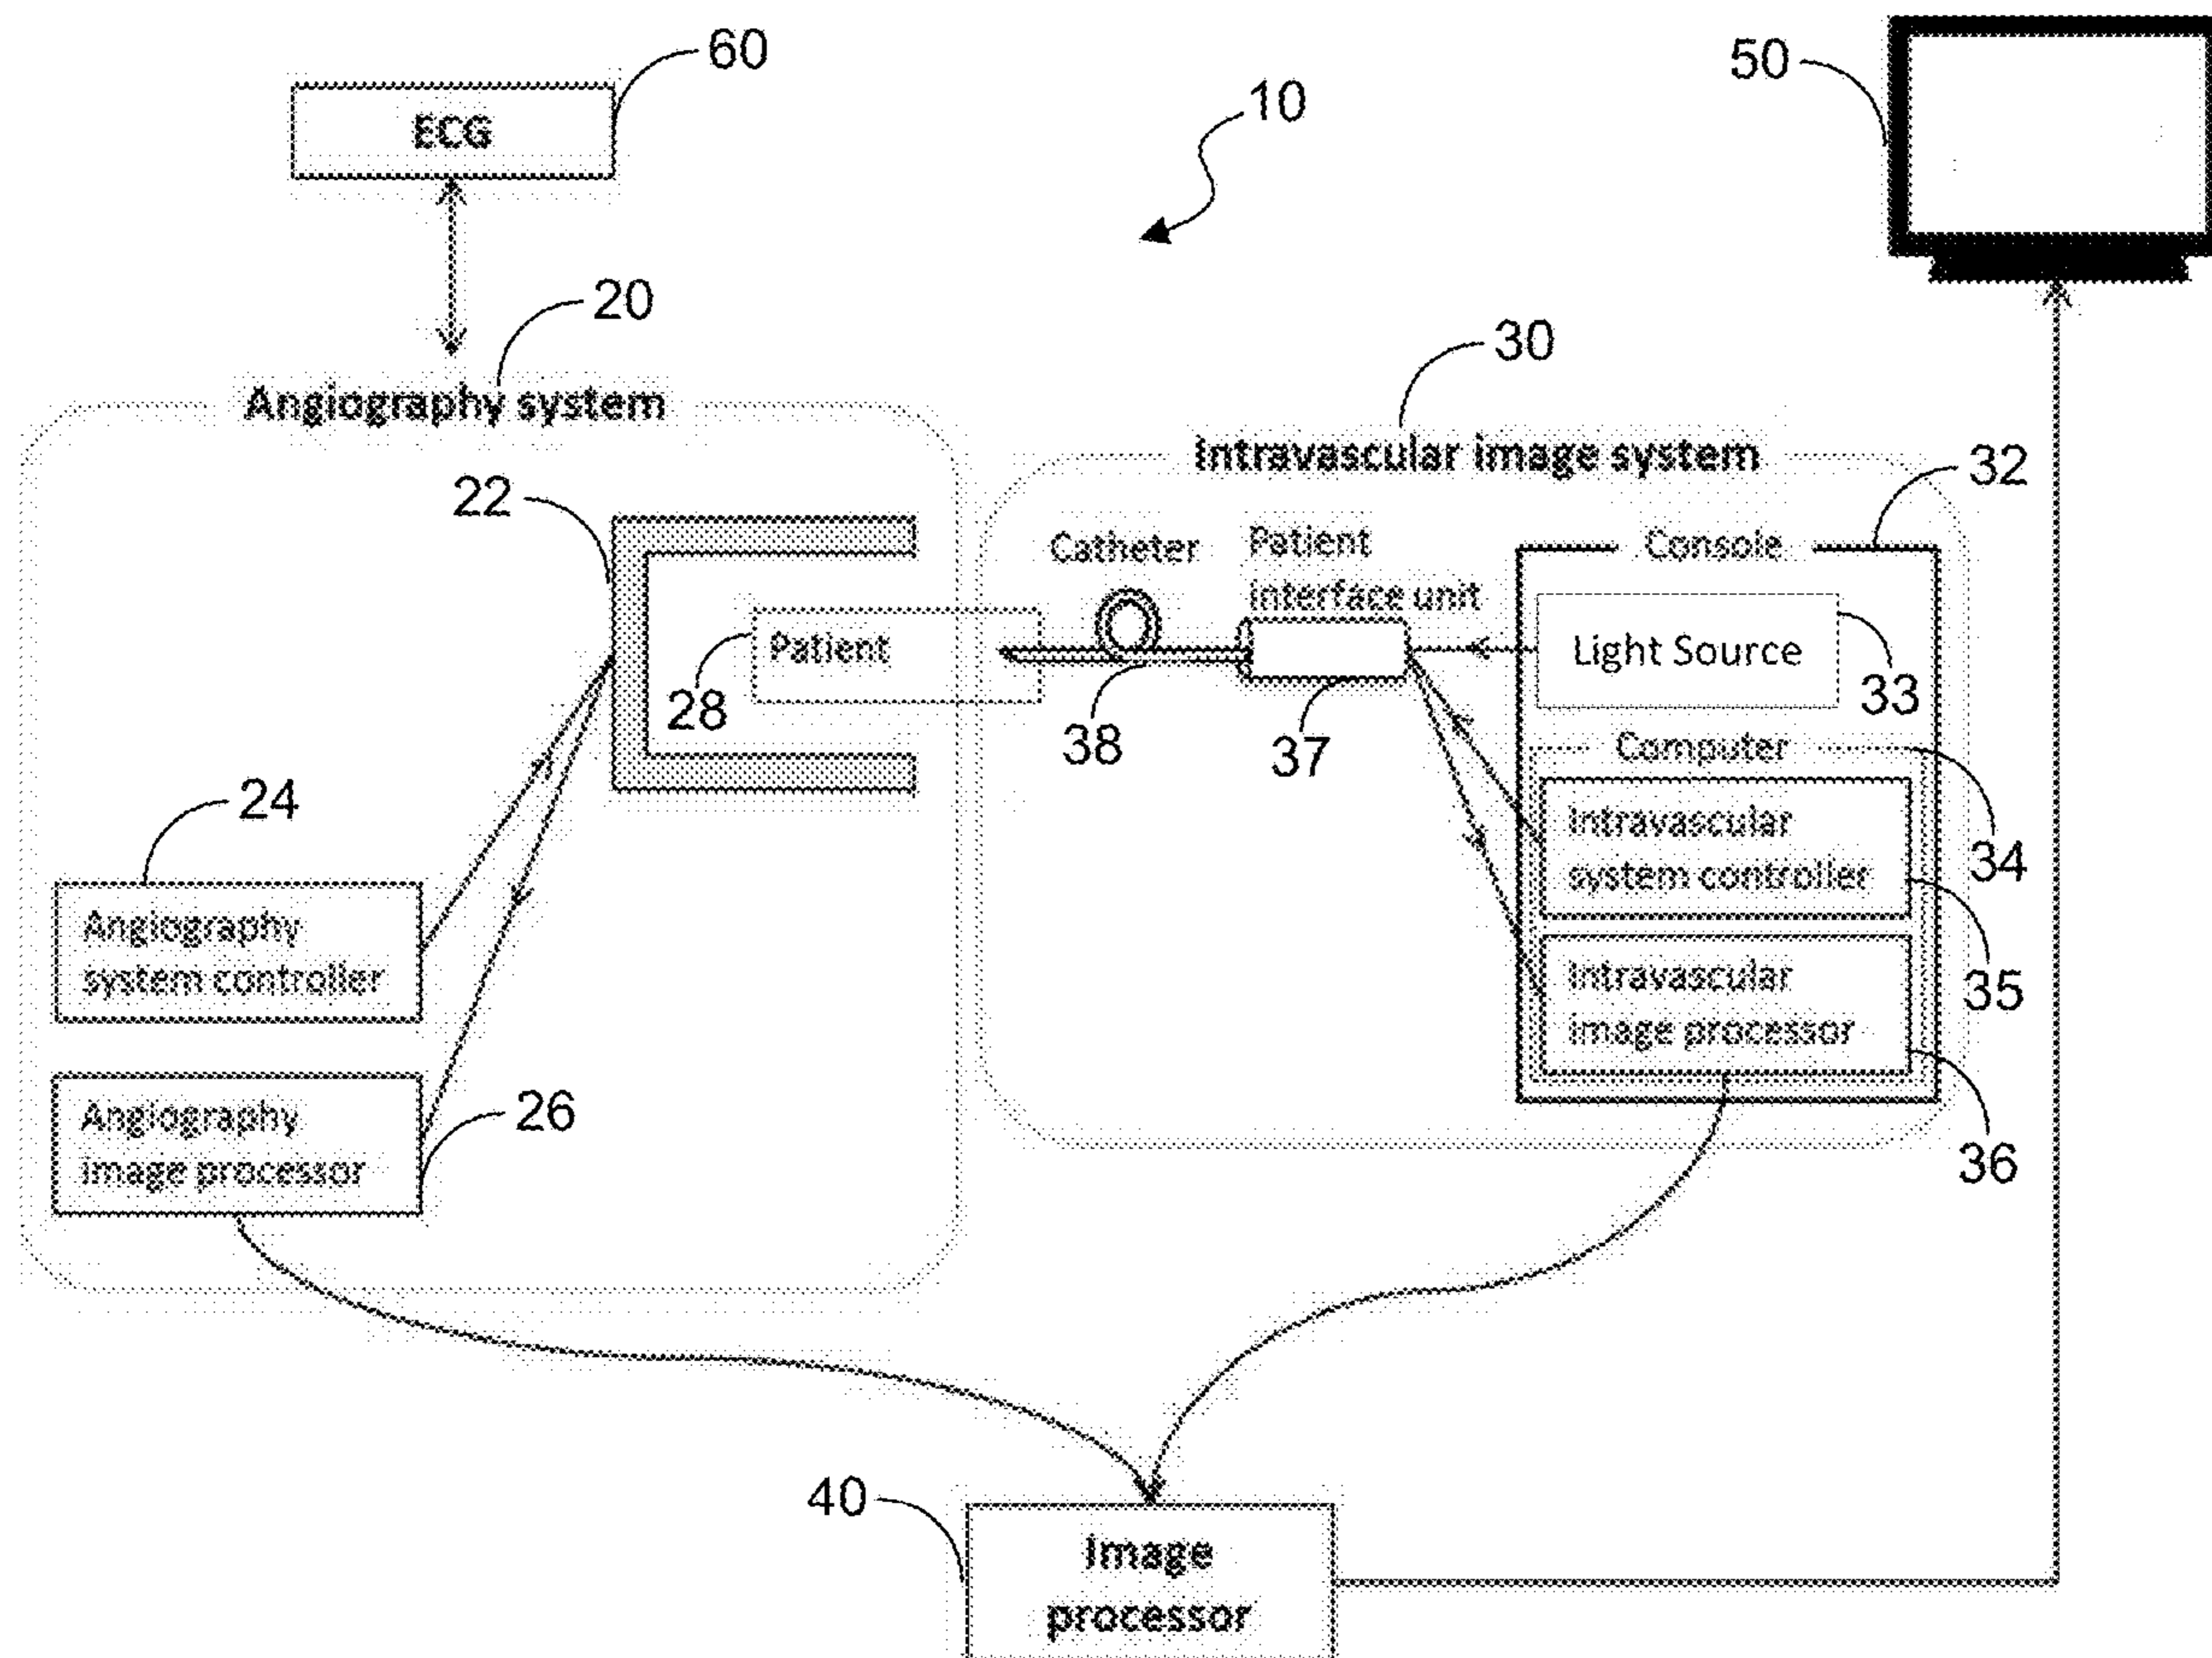 60
ECG
10
50
20
Angiography system
30
Intravascular image system
32
22
Catheter
Patient
interface unit
Console
Patient
28
Light Source
33
38
37
Computer
34
24
Intravascular
system controller
35
Angiography
system controller
Intravascular
image processor
36
Angiography
image processor
26
40
Image
processor